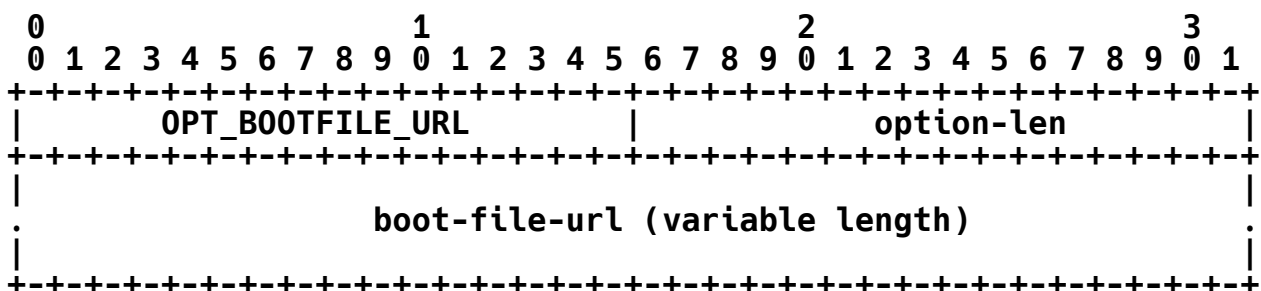 0                   1                   2                   3
 0 1 2 3 4 5 6 7 8 9 0 1 2 3 4 5 6 7 8 9 0 1 2 3 4 5 6 7 8 9 0 1
+-+-+-+-+-+-+-+-+-+-+-+-+-+-+-+-+-+-+-+-+-+-+-+-+-+-+-+-+-+-+-+-+
|       OPT_BOOTFILE_URL        |            option-len         |
+-+-+-+-+-+-+-+-+-+-+-+-+-+-+-+-+-+-+-+-+-+-+-+-+-+-+-+-+-+-+-+-+
|                                                               |
.                  boot-file-url (variable length)              .
|                                                               |
+-+-+-+-+-+-+-+-+-+-+-+-+-+-+-+-+-+-+-+-+-+-+-+-+-+-+-+-+-+-+-+-+